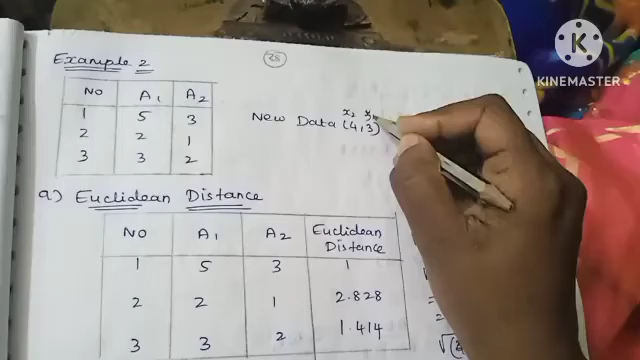 25
KINEMASTER
Example 2
NO A1 A2
1 5 3
2 2 1
3 3 2
x2
New Data (4,3)
a) Euclidean Distance
NO A1 A2 Euclidean Distance
1 5 3 1
2 2 1 2.828
3 3 2 1.414